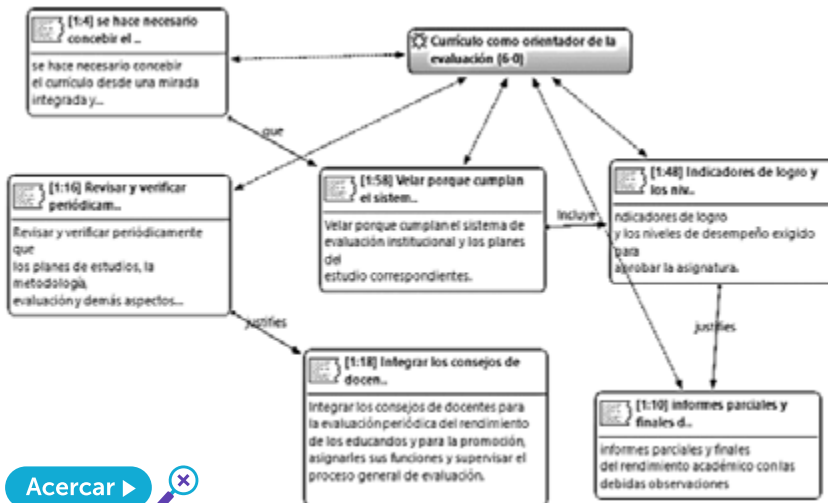 [1:4] se hace necesario
concebir el ..
se hace necesario concebir
el currículo desde una mirada
integrada y...
Currículo como orientador de la
evaluación {6-0}
que
[1:16] Revisar y verificar
periódicam..
Revisar y verificar periódicamente
que
los planes de estudios, la
metodología,
evaluación y demás aspectos...
[1:58] Velar porque cumplan
el sistem..
Velar porque cumplan el sistema de
evaluación institucional y los planes
del
estudio correspondientes.
Incluye
[1:48] Indicadores de logro y
los niv..
ndicadores de logro
y los niveles de desempeño exigido
para
aprobar la asignatura.
justifies
justifies
[1:18] Integrar los consejos de
docen..
Integrar los consejos de docentes para
la evaluación periódica del rendimiento
de los educandos y para la promoción,
asignarles sus funciones y supervisar el
proceso general de evaluación.
[1:10] informes parciales y
finales d..
informes parciales y finales
del rendimiento académico con las
debidas observaciones
Acercar